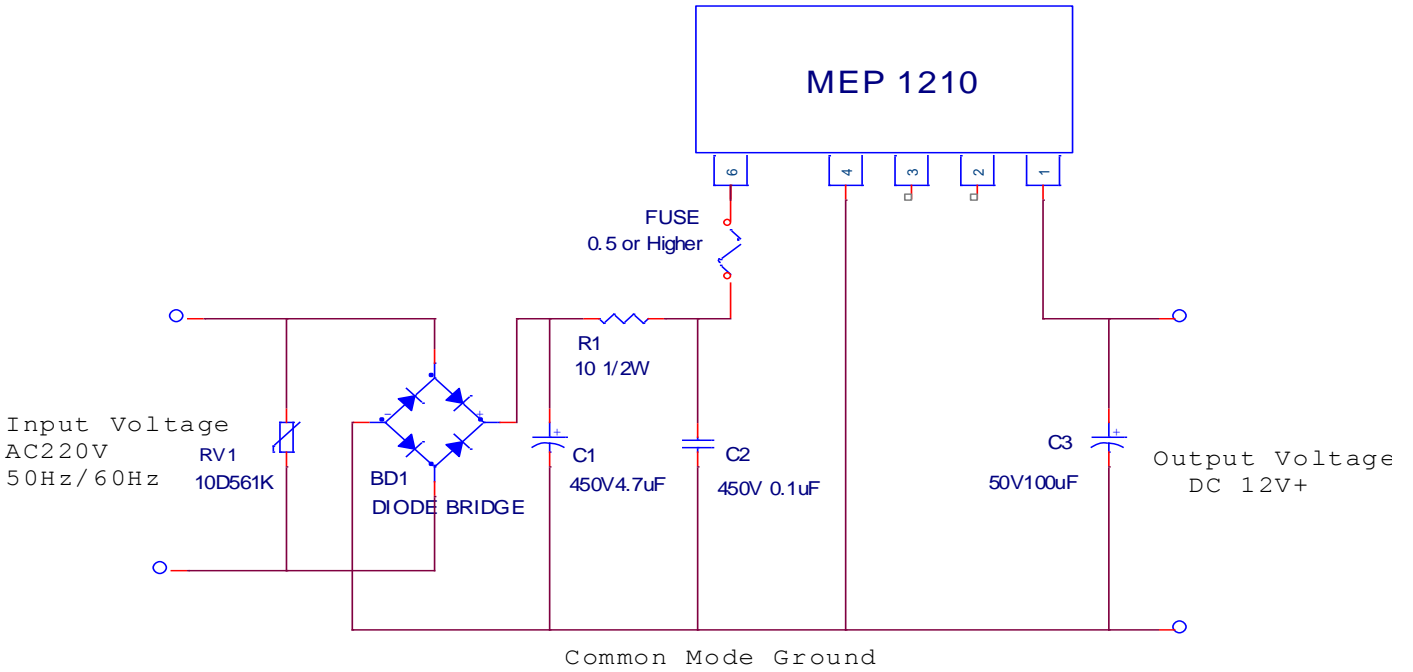 MEP 1210
6
4
3
2
1
FUSE
0.5 or Higher
R1
10 1/2W
Input Voltage
AC220V
50Hz/60Hz
RV1
10D561K
-
+
BD1
DIODE BRIDGE
+
C1
450V4.7uF
C2
450V 0.1uF
+
C3
50V100uF
Output Voltage
DC 12V+
Common Mode Ground